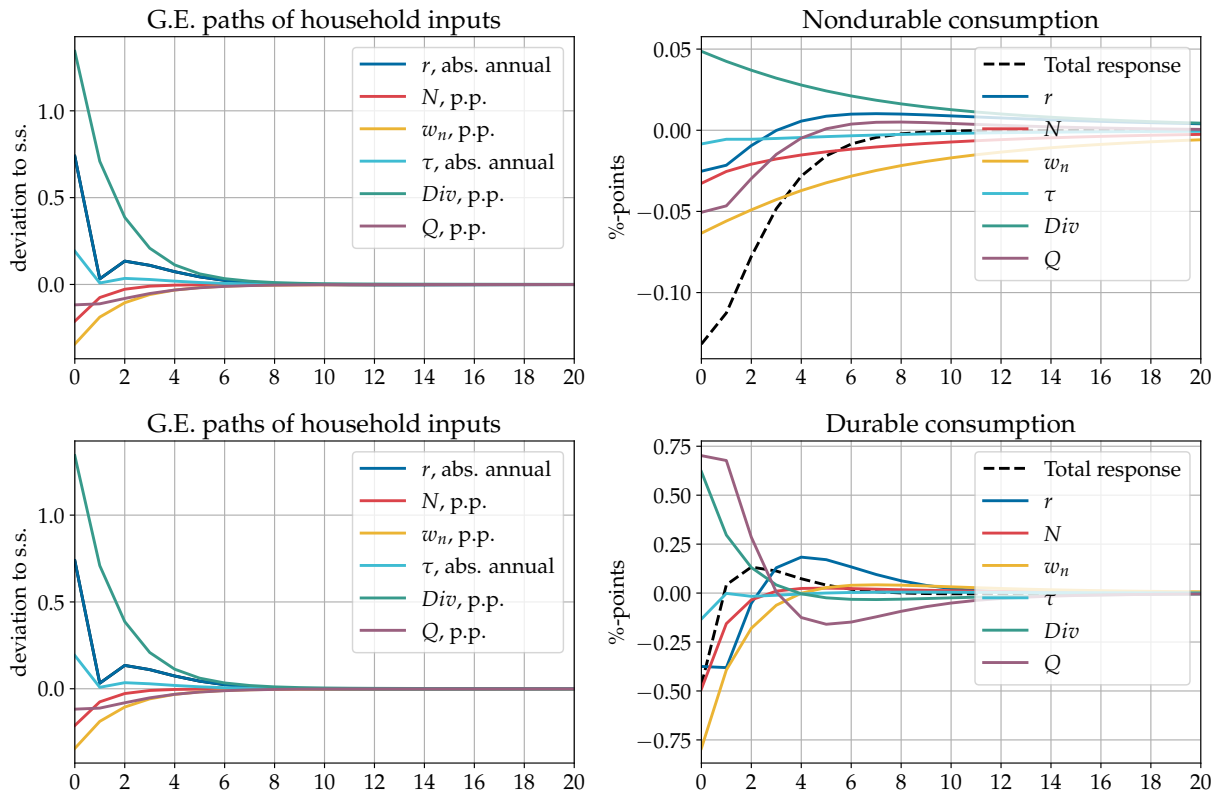 G.E. paths of household inputs
deviation to s.s.
1.0
0.5
0.0
r, abs. annual
N, p.p.
wₙ, p.p.
τ, abs. annual
Div, p.p.
Q, p.p.
0 2 4 6 8 10 12 14 16 18 20
Nondurable consumption
%-points
0.05
0.00
−0.05
−0.10
Total response
r
N
wₙ
τ
Div
Q
0 2 4 6 8 10 12 14 16 18 20
G.E. paths of household inputs
deviation to s.s.
1.0
0.5
0.0
r, abs. annual
N, p.p.
wₙ, p.p.
τ, abs. annual
Div, p.p.
Q, p.p.
0 2 4 6 8 10 12 14 16 18 20
Durable consumption
%-points
0.75
0.50
0.25
0.00
−0.25
−0.50
−0.75
Total response
r
N
wₙ
τ
Div
Q
0 2 4 6 8 10 12 14 16 18 20